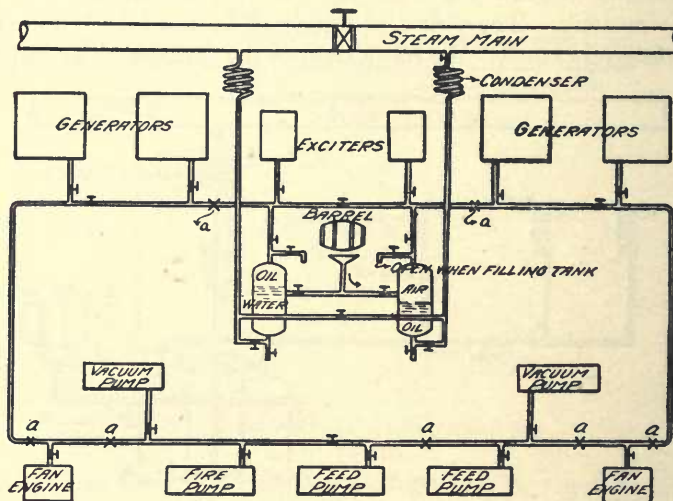 STEAM MAIN
CONDENSER
GENERATORS
EXCITERS
GENERATORS
a
BARREL
a
OPEN WHEN FILLING TANK
OIL
WATER
AIR
OIL
VACUUM
PUMP
VACUUM
PUMP
a
a
a
a
a
FAN
ENGINE
FIRE
PUMP
FEED
PUMP
FEED
PUMP
FAN
ENGINE